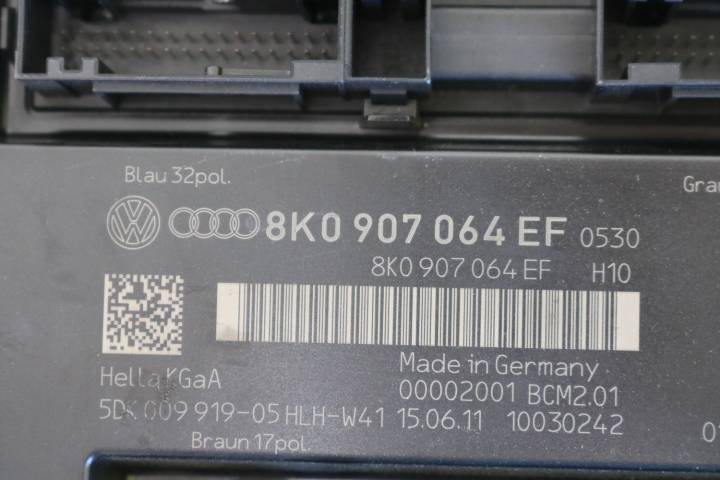 Blau 32pol.
8K0 907 064 EF 0530
8K0 907 064 EF H10
Made in Germany
Hella KGaA
00002001 BCM2.01
5DK 009 919-05 HLH-W41 15.06.11 10030242
Braun 17pol.